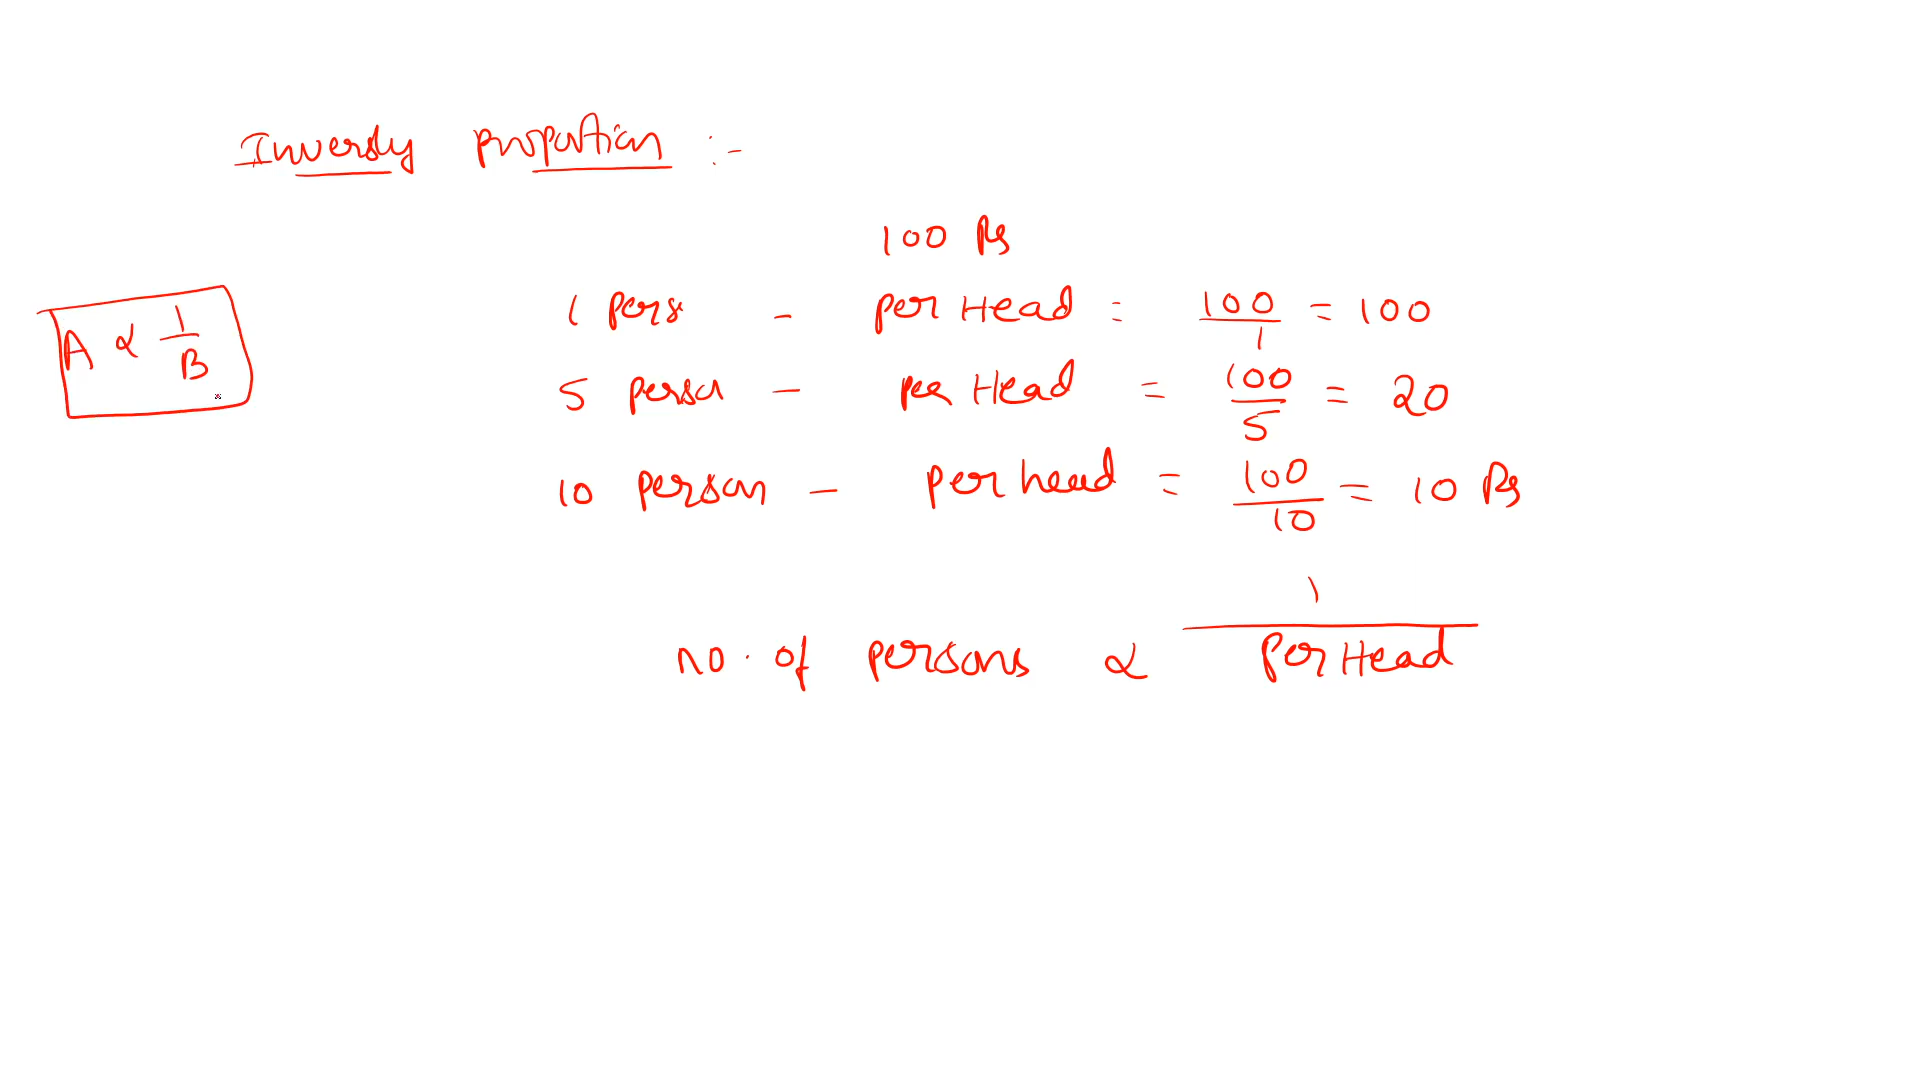 Inversly proportion :-
100 Rs
A ∝ 1/B
1 pers - per Head = 100/1 = 100
5 person - per Head = 100/5 = 20
10 person - per head = 100/10 = 10 Rs
no. of persons ∝ 1/Per Head